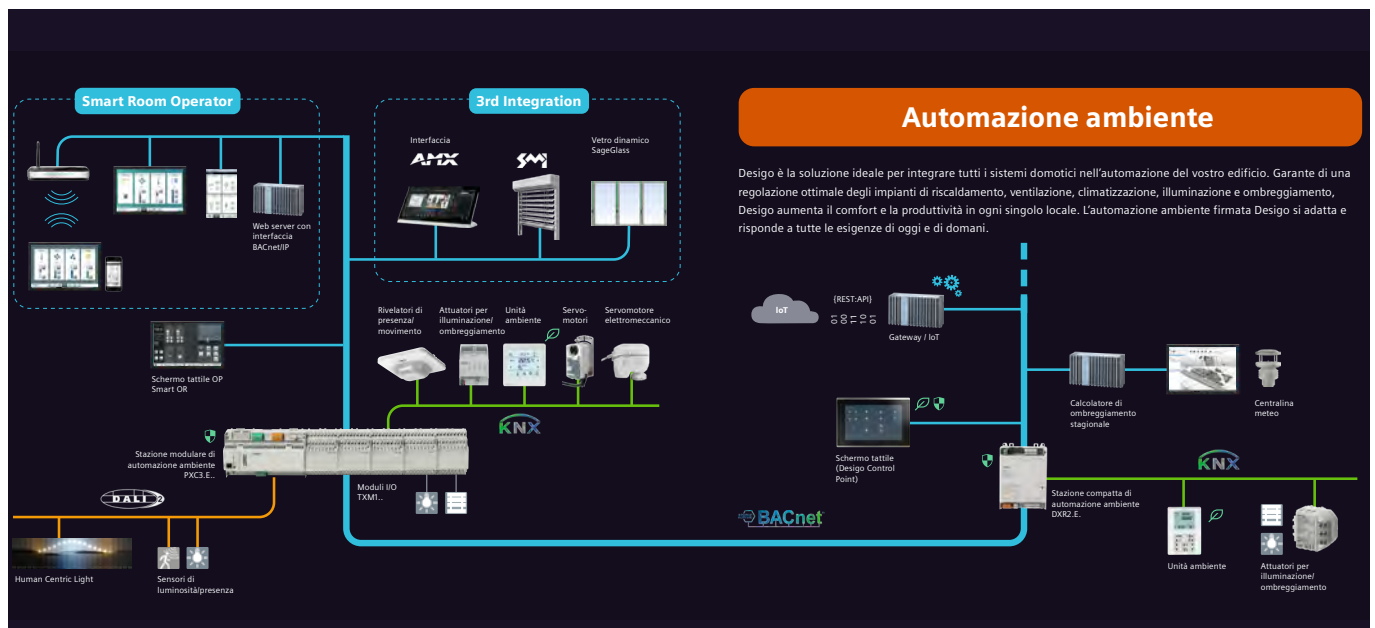 Smart Room Operator
Web server con
interfaccia
BACnet/IP
Schermo tattile OP
Smart OR
3rd Integration
Interfaccia
AMX
SMI
Vetro dinamico
SageGlass
Rivelatori di
presenza/
movimento
Attuatori per
illuminazione/
ombreggiamento
Unità
ambiente
Servo-
motori
Servomotore
elettromeccanico
KNX
Stazione modulare di
automazione ambiente
PXC3.E..
Moduli I/O
TXM1..
DALI 2
Human Centric Light
Sensori di
luminosità/presenza
Automazione ambiente
Desigo è la soluzione ideale per integrare tutti i sistemi domotici nell’automazione del vostro edificio. Garante di una
regolazione ottimale degli impianti di riscaldamento, ventilazione, climatizzazione, illuminazione e ombreggiamento,
Desigo aumenta il comfort e la produttività in ogni singolo locale. L’automazione ambiente firmata Desigo si adatta e
risponde a tutte le esigenze di oggi e di domani.
IoT
{REST:API}
01
00
11
10
01
Gateway / IoT
Calcolatore di
ombreggiamento
stagionale
Centralina
meteo
Schermo tattile
(Desigo Control
Point)
BACnet
Stazione compatta di
automazione ambiente
DXR2.E.
KNX
Unità ambiente
Attuatori per
illuminazione/
ombreggiamento